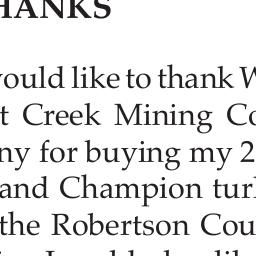 HANKS
would like to thank W
t Creek Mining Co
ny for buying my 2
and Champion tur
the Robertson Cou